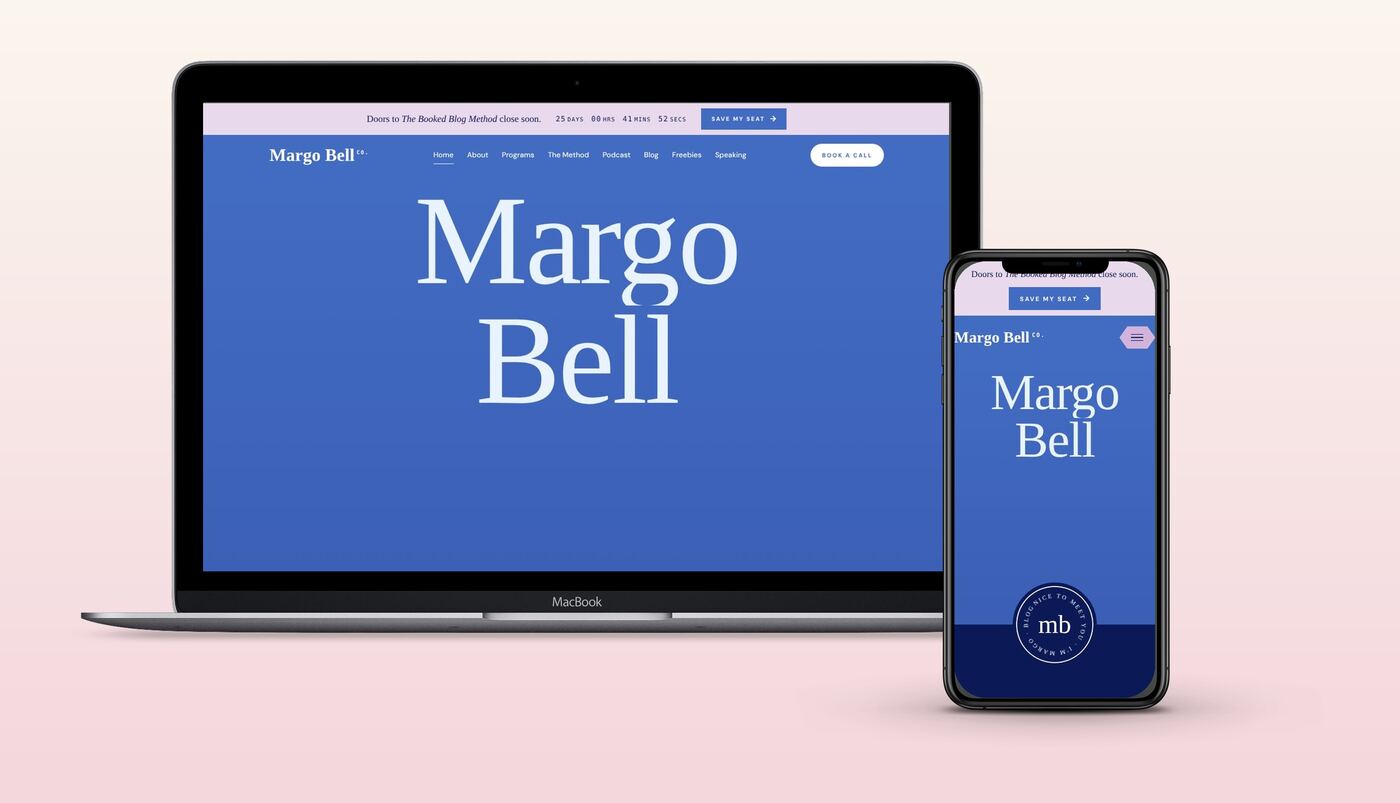 Doors to The Booked Blog Method close soon. 25 DAYS 00 HRS 41 MINS 52 SECS SAVE MY SEAT →
Margo Bell CO. Home About Programs The Method Podcast Blog Freebies Speaking BOOK A CALL
Margo
Bell
MacBook
Doors to The Booked Blog Method close soon.
SAVE MY SEAT →
Margo Bell CO.
Margo
Bell
NICE TO MEET YOU · I'M MARGO · BLOG
mb